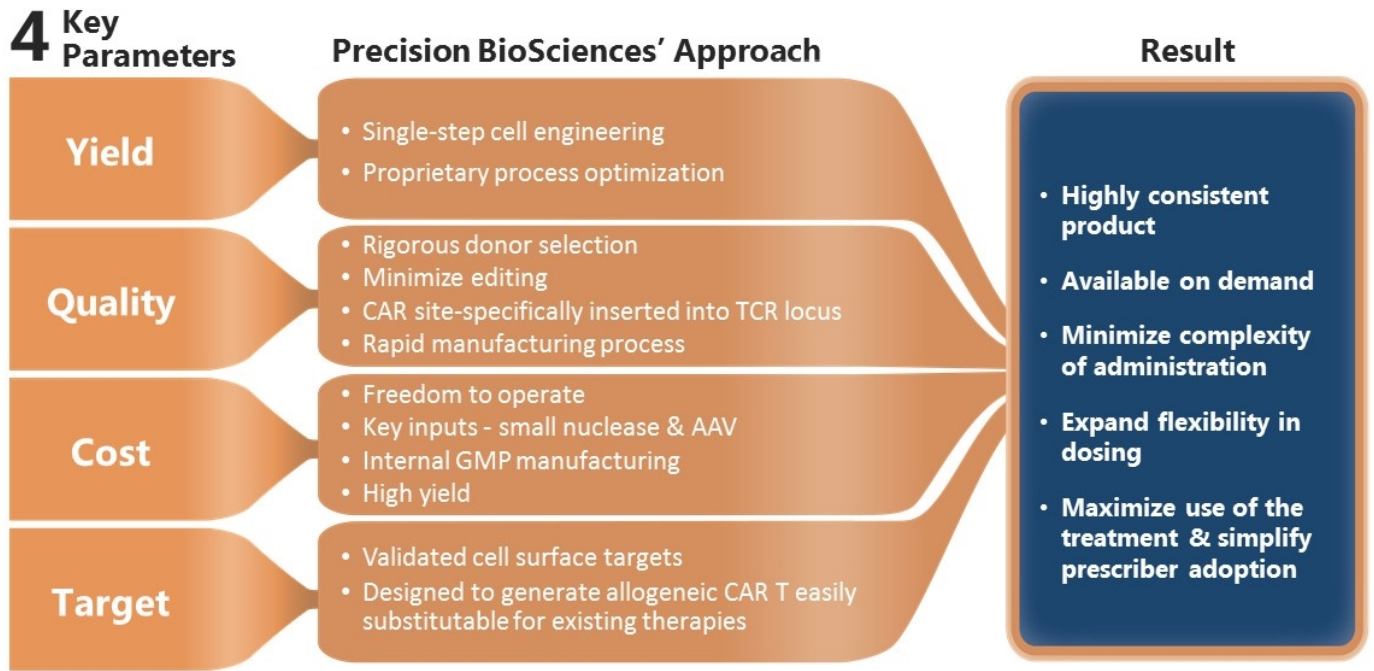 4 Key
Parameters
Precision BioSciences’ Approach
Result
Yield
• Single-step cell engineering
• Proprietary process optimization
Quality
• Rigorous donor selection
• Minimize editing
• CAR site-specifically inserted into TCR locus
• Rapid manufacturing process
Cost
• Freedom to operate
• Key inputs - small nuclease & AAV
• Internal GMP manufacturing
• High yield
Target
• Validated cell surface targets
• Designed to generate allogeneic CAR T easily
substitutable for existing therapies
• Highly consistent
product
• Available on demand
• Minimize complexity
of administration
• Expand flexibility in
dosing
• Maximize use of the
treatment & simplify
prescriber adoption